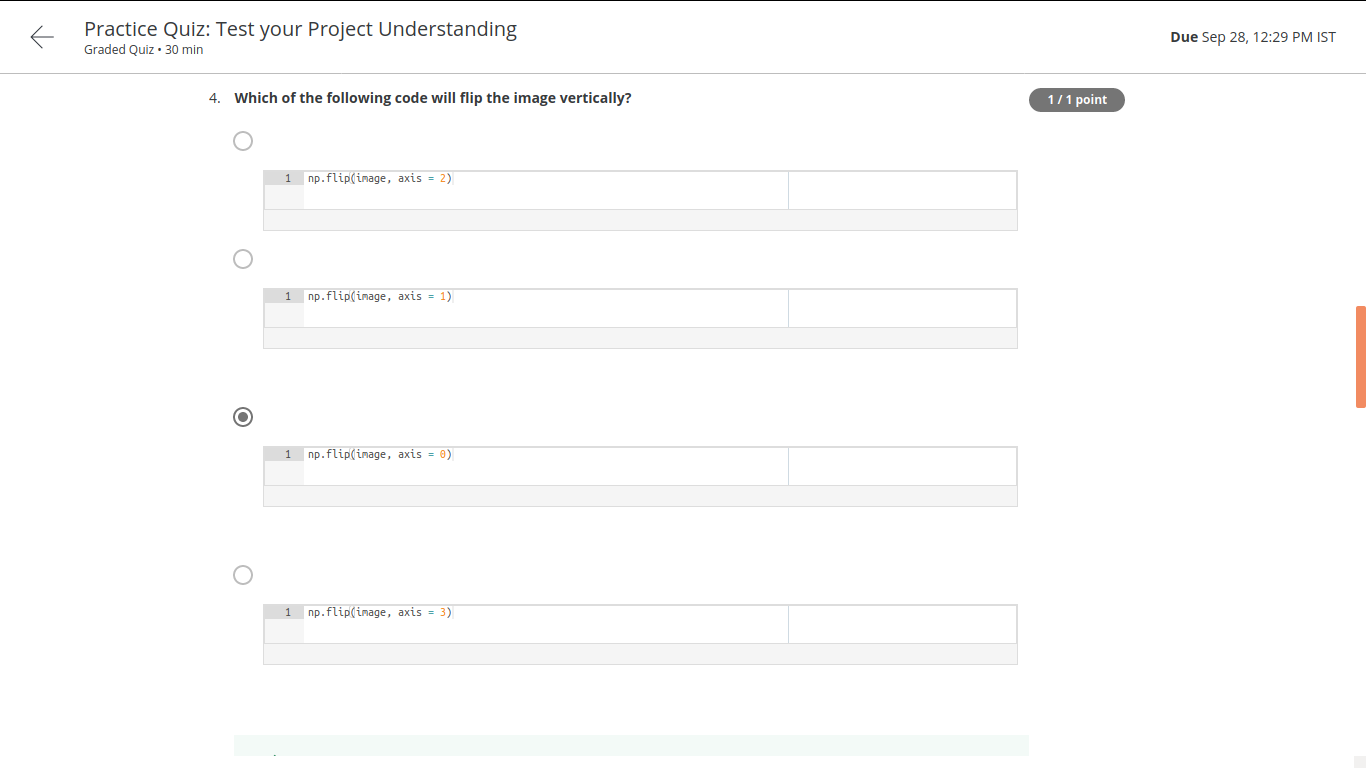 Practice Quiz: Test your Project Understanding
Graded Quiz • 30 min
Due Sep 28, 12:29 PM IST
4. Which of the following code will flip the image vertically?
1 / 1 point
1 np.flip(image, axis = 2)
1 np.flip(image, axis = 1)
1 np.flip(image, axis = 0)
1 np.flip(image, axis = 3)